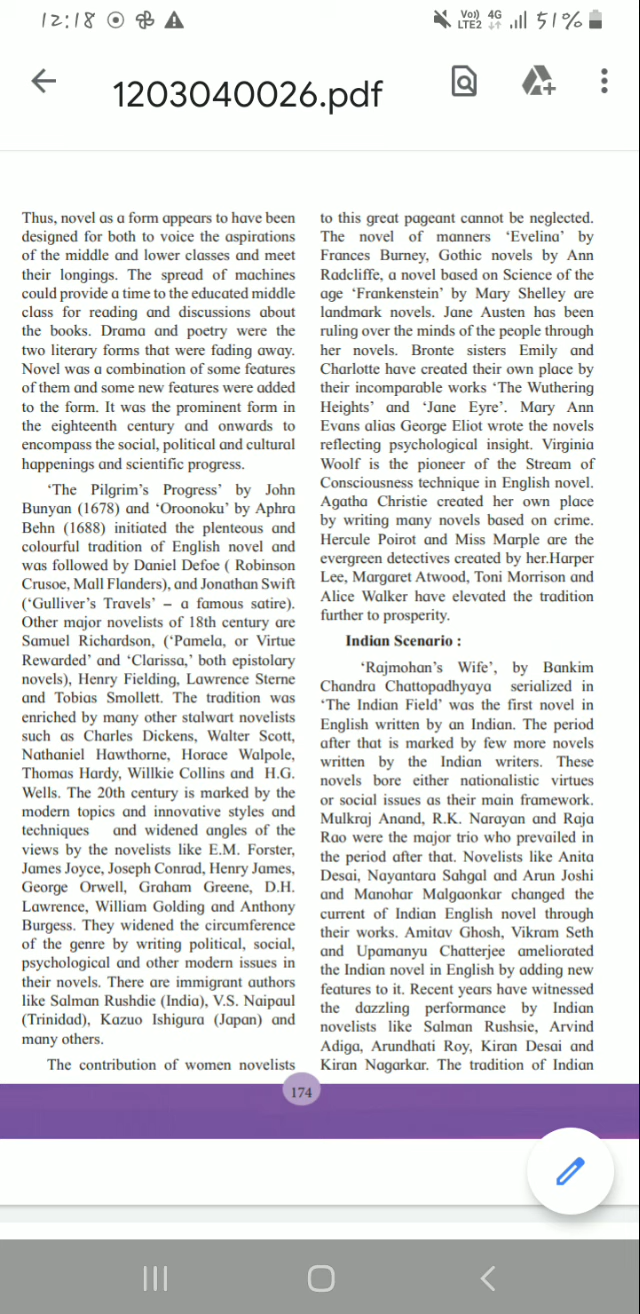 12:18
Vo)) 4G
LTE2
51%
1203040026.pdf
Thus, novel as a form appears to have been
designed for both to voice the aspirations
of the middle and lower classes and meet
their longings. The spread of machines
could provide a time to the educated middle
class for reading and discussions about
the books. Drama and poetry were the
two literary forms that were fading away.
Novel was a combination of some features
of them and some new features were added
to the form. It was the prominent form in
the eighteenth century and onwards to
encompass the social, political and cultural
happenings and scientific progress.
‘The Pilgrim’s Progress’ by John
Bunyan (1678) and ‘Oroonoku’ by Aphra
Behn (1688) initiated the plenteous and
colourful tradition of English novel and
was followed by Daniel Defoe ( Robinson
Crusoe, Mall Flanders), and Jonathan Swift
(‘Gulliver’s Travels’ – a famous satire).
Other major novelists of 18th century are
Samuel Richardson, (‘Pamela, or Virtue
Rewarded’ and ‘Clarissa,’ both epistolary
novels), Henry Fielding, Lawrence Sterne
and Tobias Smollett. The tradition was
enriched by many other stalwart novelists
such as Charles Dickens, Walter Scott,
Nathaniel Hawthorne, Horace Walpole,
Thomas Hardy, Willkie Collins and H.G.
Wells. The 20th century is marked by the
modern topics and innovative styles and
techniques and widened angles of the
views by the novelists like E.M. Forster,
James Joyce, Joseph Conrad, Henry James,
George Orwell, Graham Greene, D.H.
Lawrence, William Golding and Anthony
Burgess. They widened the circumference
of the genre by writing political, social,
psychological and other modern issues in
their novels. There are immigrant authors
like Salman Rushdie (India), V.S. Naipaul
(Trinidad), Kazuo Ishigura (Japan) and
many others.
The contribution of women novelists
to this great pageant cannot be neglected.
The novel of manners ‘Evelina’ by
Frances Burney, Gothic novels by Ann
Radcliffe, a novel based on Science of the
age ‘Frankenstein’ by Mary Shelley are
landmark novels. Jane Austen has been
ruling over the minds of the people through
her novels. Bronte sisters Emily and
Charlotte have created their own place by
their incomparable works ‘The Wuthering
Heights’ and ‘Jane Eyre’. Mary Ann
Evans alias George Eliot wrote the novels
reflecting psychological insight. Virginia
Woolf is the pioneer of the Stream of
Consciousness technique in English novel.
Agatha Christie created her own place
by writing many novels based on crime.
Hercule Poirot and Miss Marple are the
evergreen detectives created by her.Harper
Lee, Margaret Atwood, Toni Morrison and
Alice Walker have elevated the tradition
further to prosperity.
Indian Scenario :
‘Rajmohan’s Wife’, by Bankim
Chandra Chattopadhyaya serialized in
‘The Indian Field’ was the first novel in
English written by an Indian. The period
after that is marked by few more novels
written by the Indian writers. These
novels bore either nationalistic virtues
or social issues as their main framework.
Mulkraj Anand, R.K. Narayan and Raja
Rao were the major trio who prevailed in
the period after that. Novelists like Anita
Desai, Nayantara Sahgal and Arun Joshi
and Manohar Malgaonkar changed the
current of Indian English novel through
their works. Amitav Ghosh, Vikram Seth
and Upamanyu Chatterjee ameliorated
the Indian novel in English by adding new
features to it. Recent years have witnessed
the dazzling performance by Indian
novelists like Salman Rushsie, Arvind
Adiga, Arundhati Roy, Kiran Desai and
Kiran Nagarkar. The tradition of Indian
174